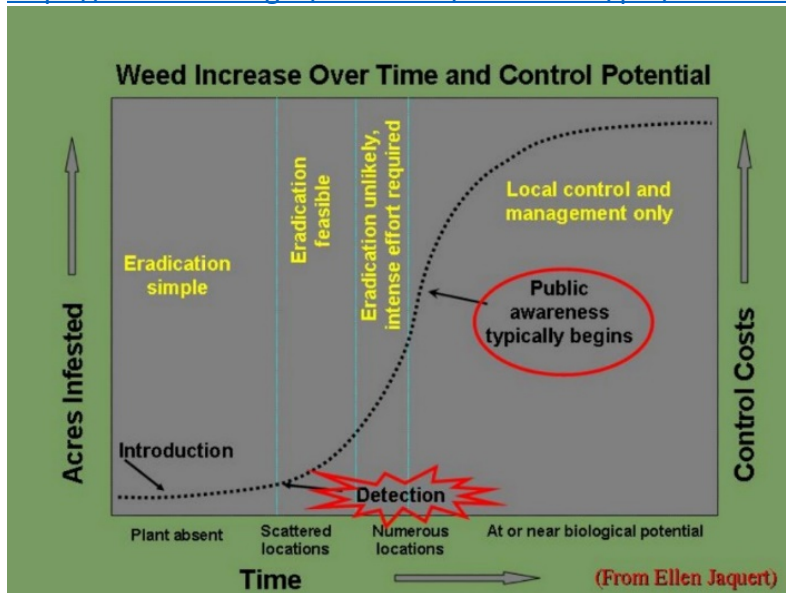 Weed Increase Over Time and Control Potential
Acres Infested
Control Costs
Eradication
simple
Eradication
feasible
Eradication unlikely,
intense effort required
Local control and
management only
Public
awareness
typically begins
Introduction
Detection
Plant absent
Scattered
locations
Numerous
locations
At or near biological potential
Time
(From Ellen Jaquert)